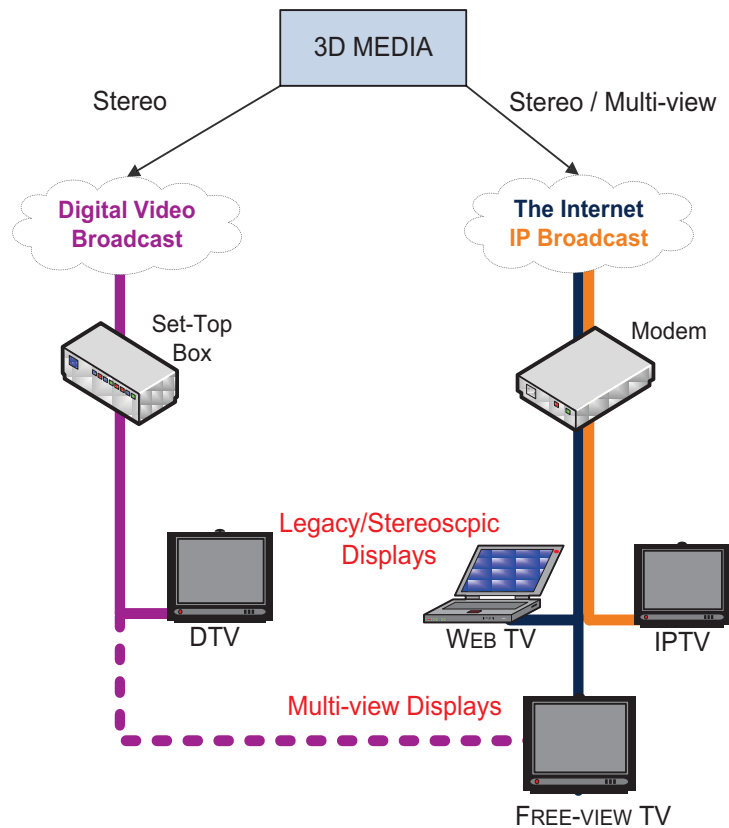 3D MEDIA
Stereo
Stereo / Multi-view
Digital Video
Broadcast
The Internet
IP Broadcast
Set-Top
Box
Modem
Legacy/Stereoscpic
Displays
DTV
WEB TV
IPTV
Multi-view Displays
FREE-VIEW TV